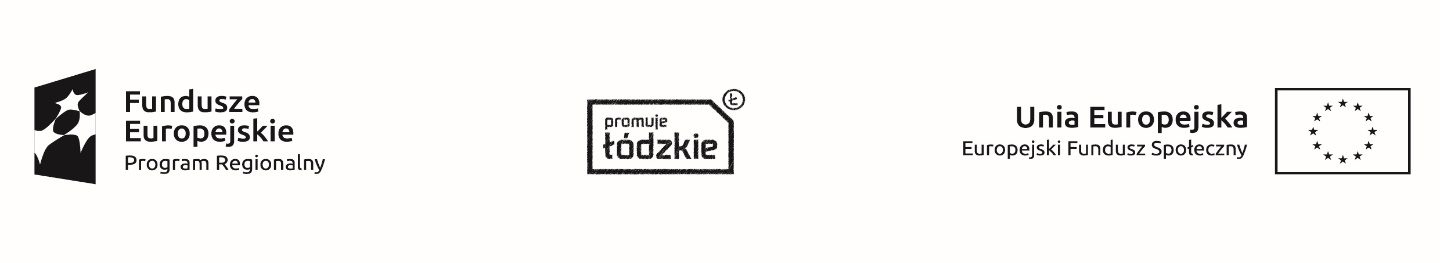 Fundusze
Europejskie
Program Regionalny
promuje
łódzkie
Ł
Unia Europejska
Europejski Fundusz Społeczny